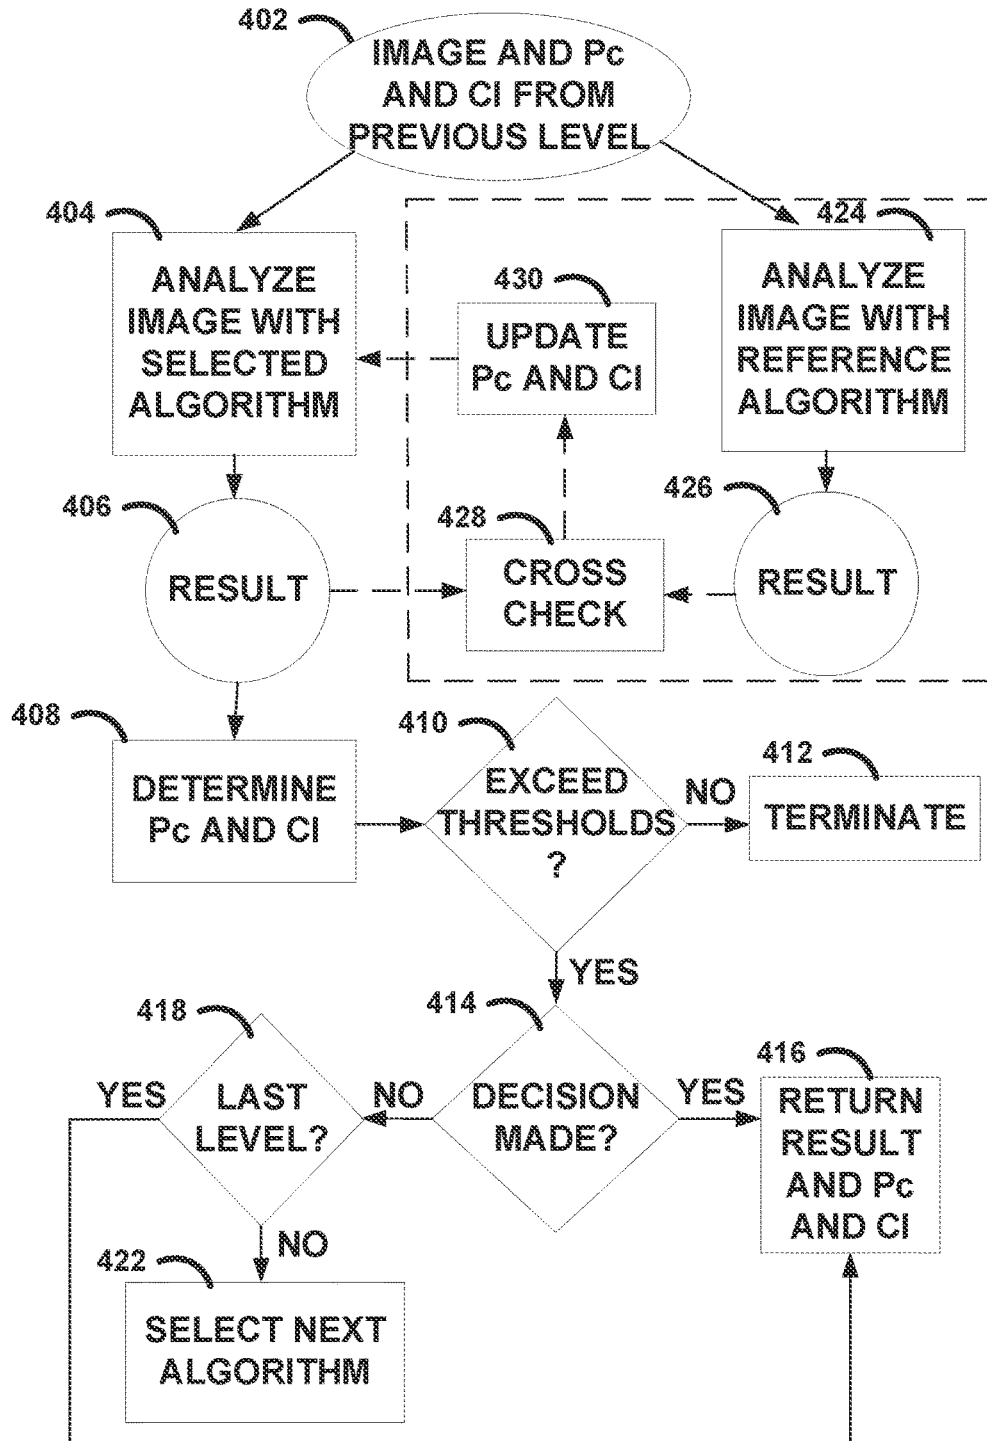 402
IMAGE AND Pc
AND CI FROM
PREVIOUS LEVEL
404
ANALYZE
IMAGE WITH
SELECTED
ALGORITHM
430
UPDATE
Pc AND CI
424
ANALYZE
IMAGE WITH
REFERENCE
ALGORITHM
406
RESULT
428
CROSS
CHECK
426
RESULT
408
DETERMINE
Pc AND CI
410
EXCEED
THRESHOLDS
?
NO
412
TERMINATE
YES
418
LAST
LEVEL?
YES
NO
414
DECISION
MADE?
NO
YES
416
RETURN
RESULT
AND Pc
AND CI
422
SELECT NEXT
ALGORITHM